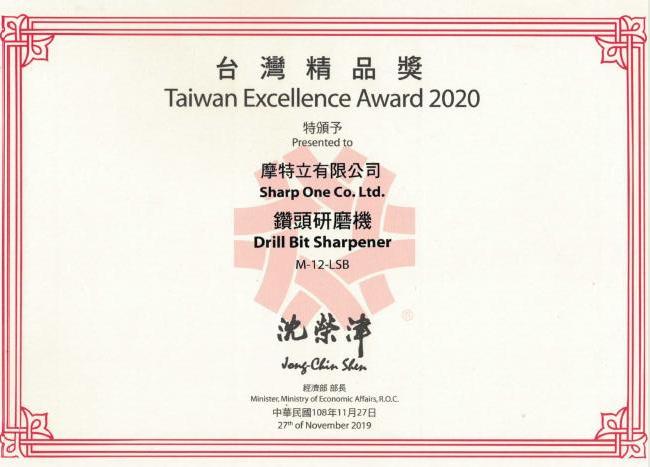 台灣精品獎
Taiwan Excellence Award 2020
特頒予
Presented to
摩特立有限公司
Sharp One Co. Ltd.
鑽頭研磨機
Drill Bit Sharpener
M-12-LSB
®
沈榮津
Jong-Chin Shen
經濟部 部長
Minister, Ministry of Economic Affairs, R.O.C.
中華民國108年11月27日
27th of November 2019